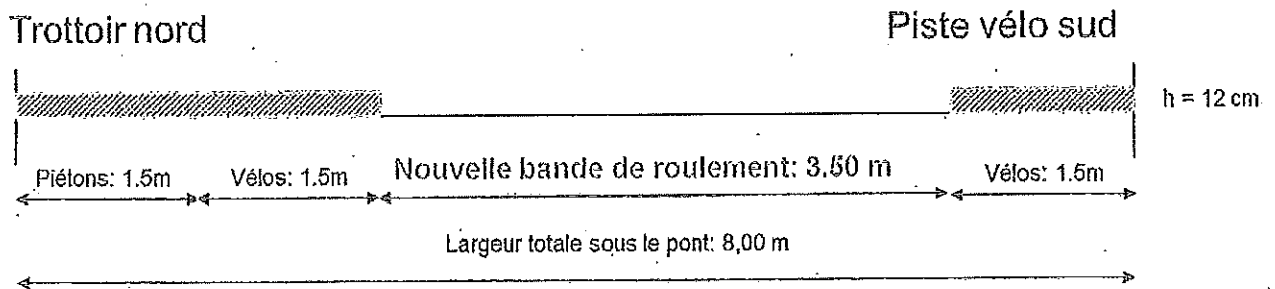 Trottoir nord
Piste vélo sud
h = 12 cm
Piétons: 1.5m
Vélos: 1.5m
Nouvelle bande de roulement: 3.50 m
Vélos: 1.5m
Largeur totale sous le pont: 8,00 m